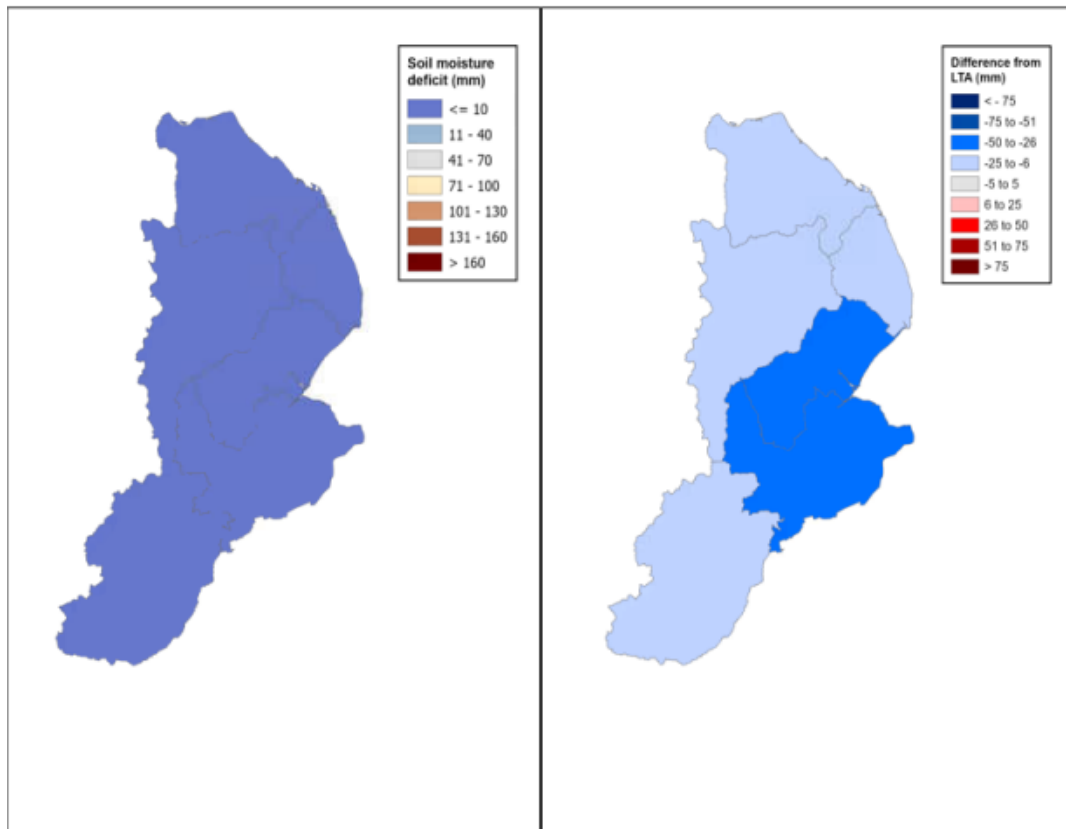 Soil moisture
deficit (mm)
<= 10
11 - 40
41 - 70
71 - 100
101 - 130
131 - 160
> 160
Difference from
LTA (mm)
< - 75
-75 to -51
-50 to -26
-25 to -6
-5 to 5
6 to 25
26 to 50
51 to 75
> 75